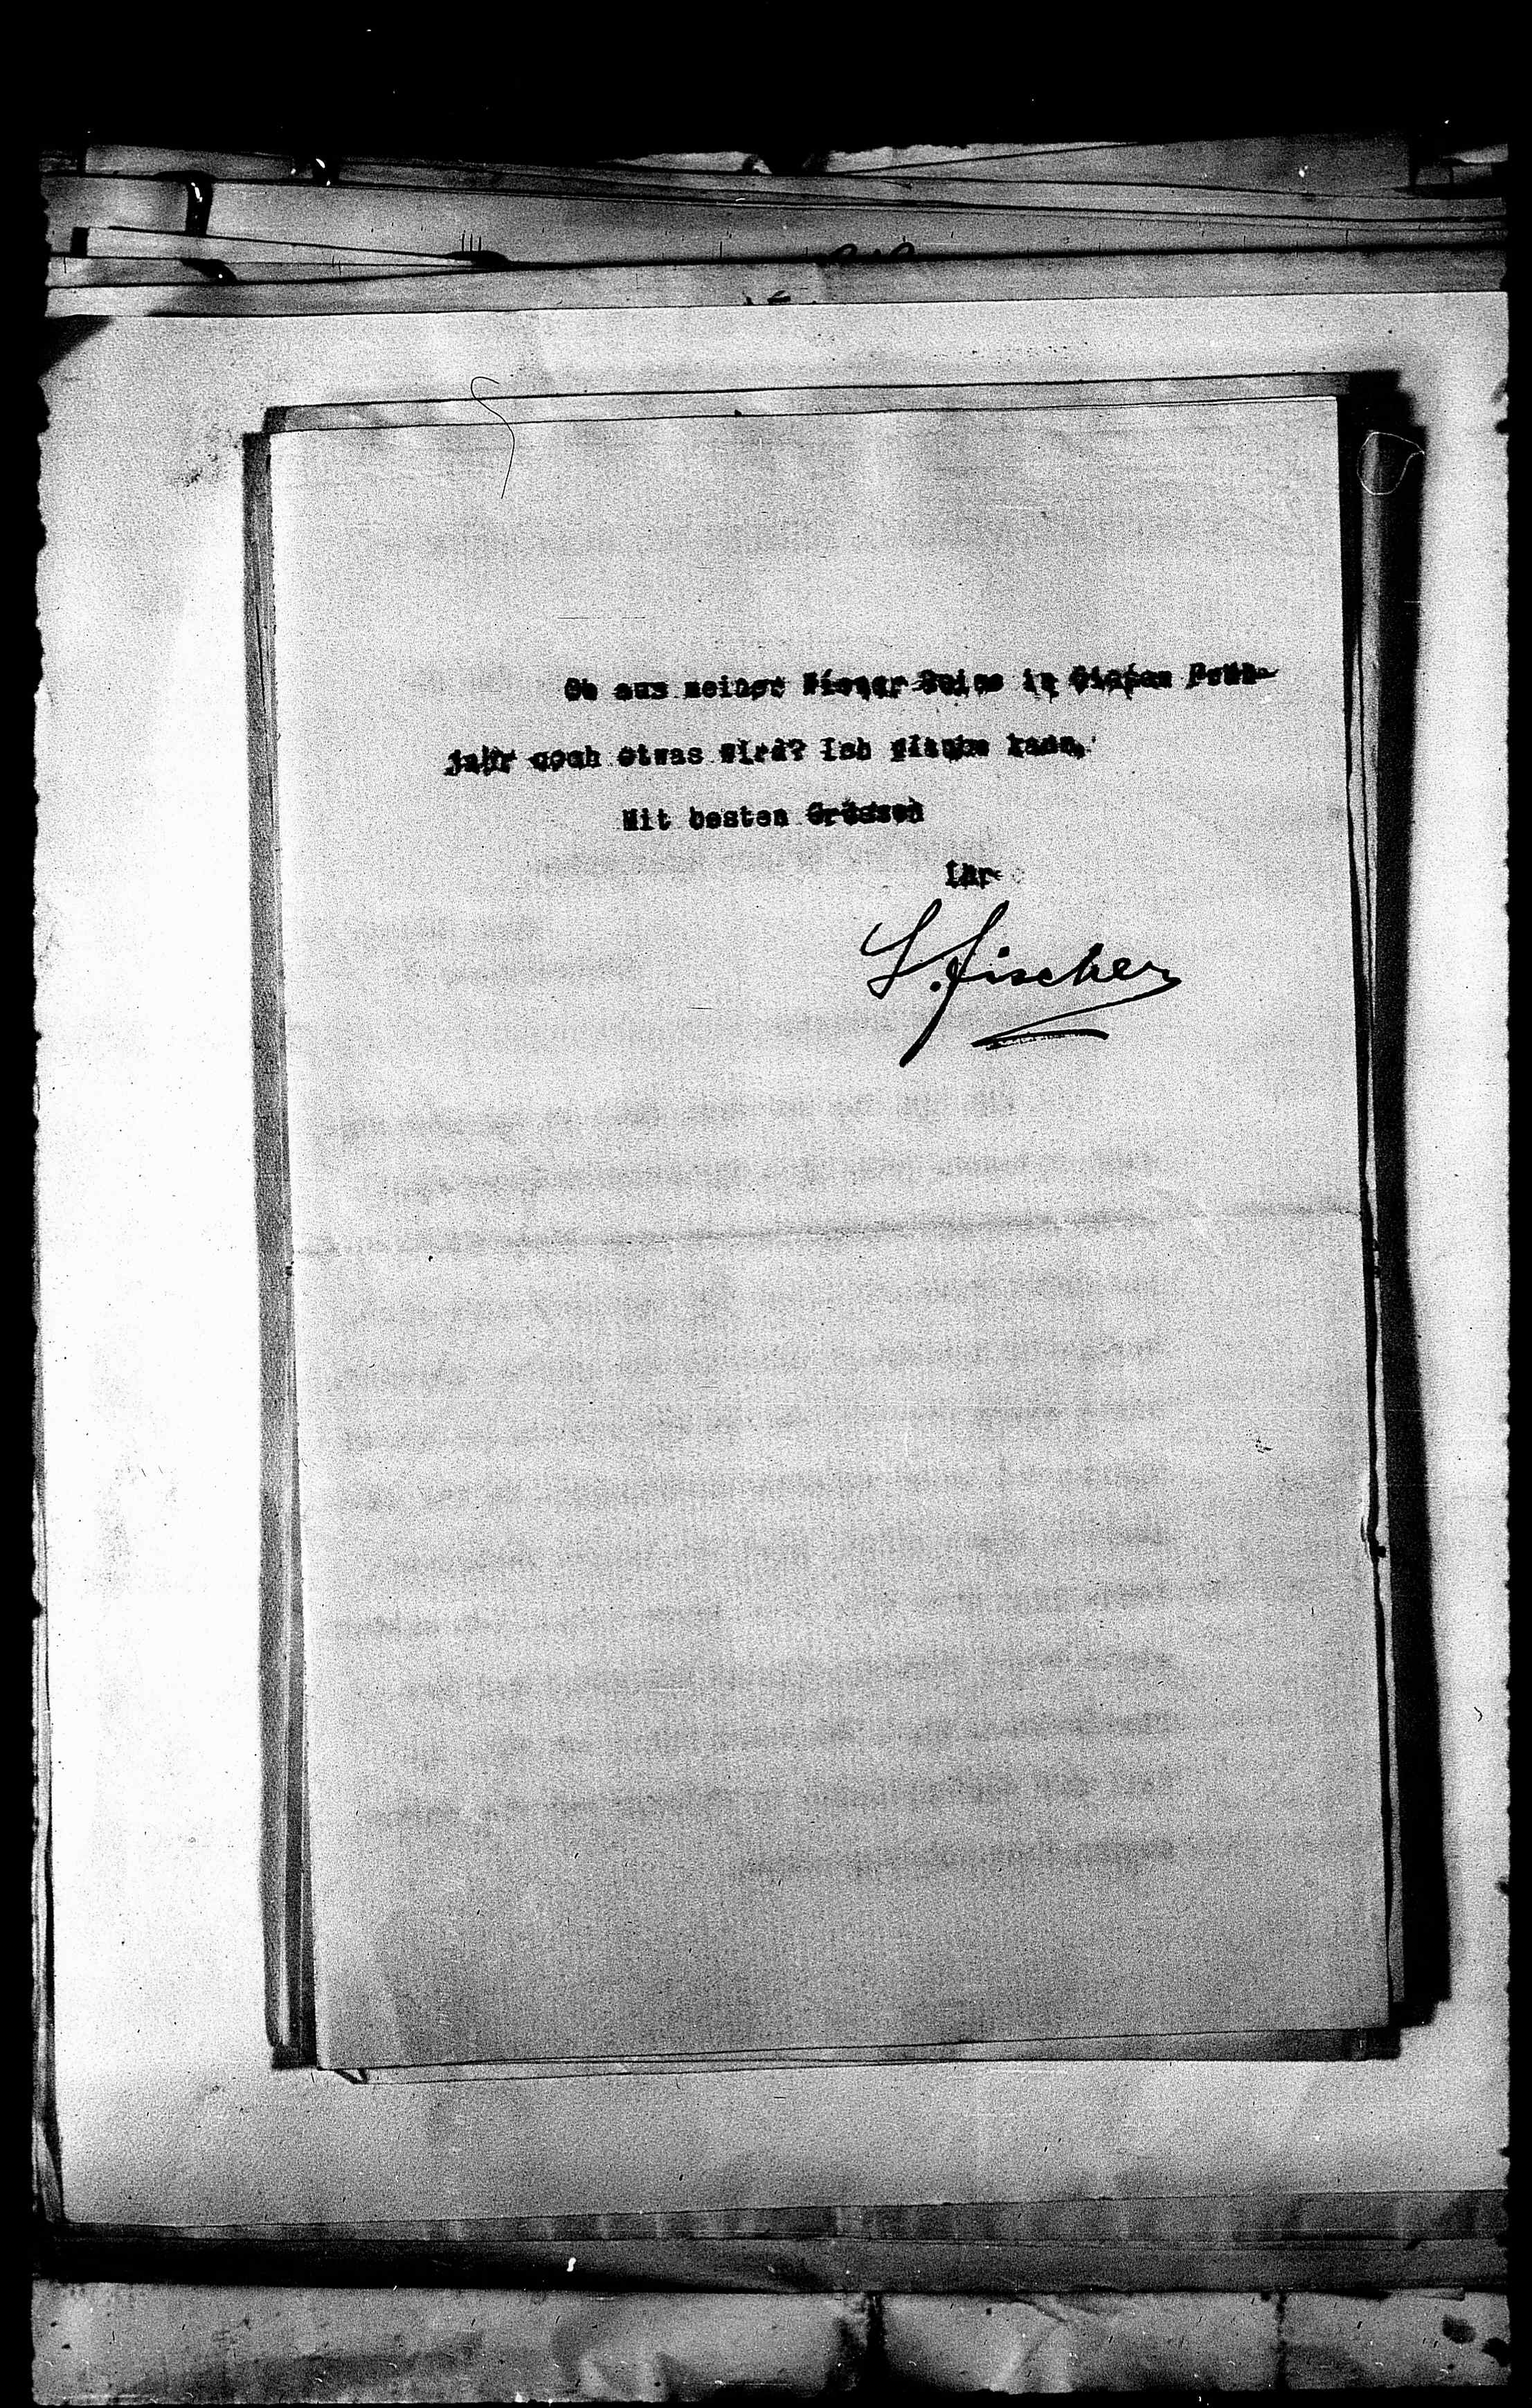 Ob aus meiner Wiener Reise in diesem Früh-
jahr noch etwas wird? Ich glaube kaum.
Mit besten Grüssen
Ihr
S. Fischer